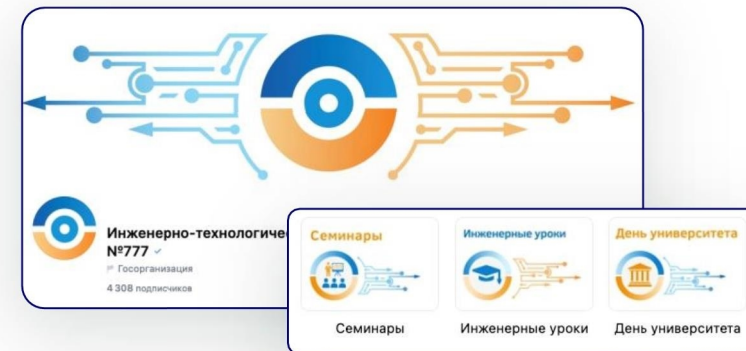 Инженерно-технологичес
№777
Госорганизация
4 308 подписчиков
Семинары
Инженерные уроки
День университета
Семинары
Инженерные уроки
День университета